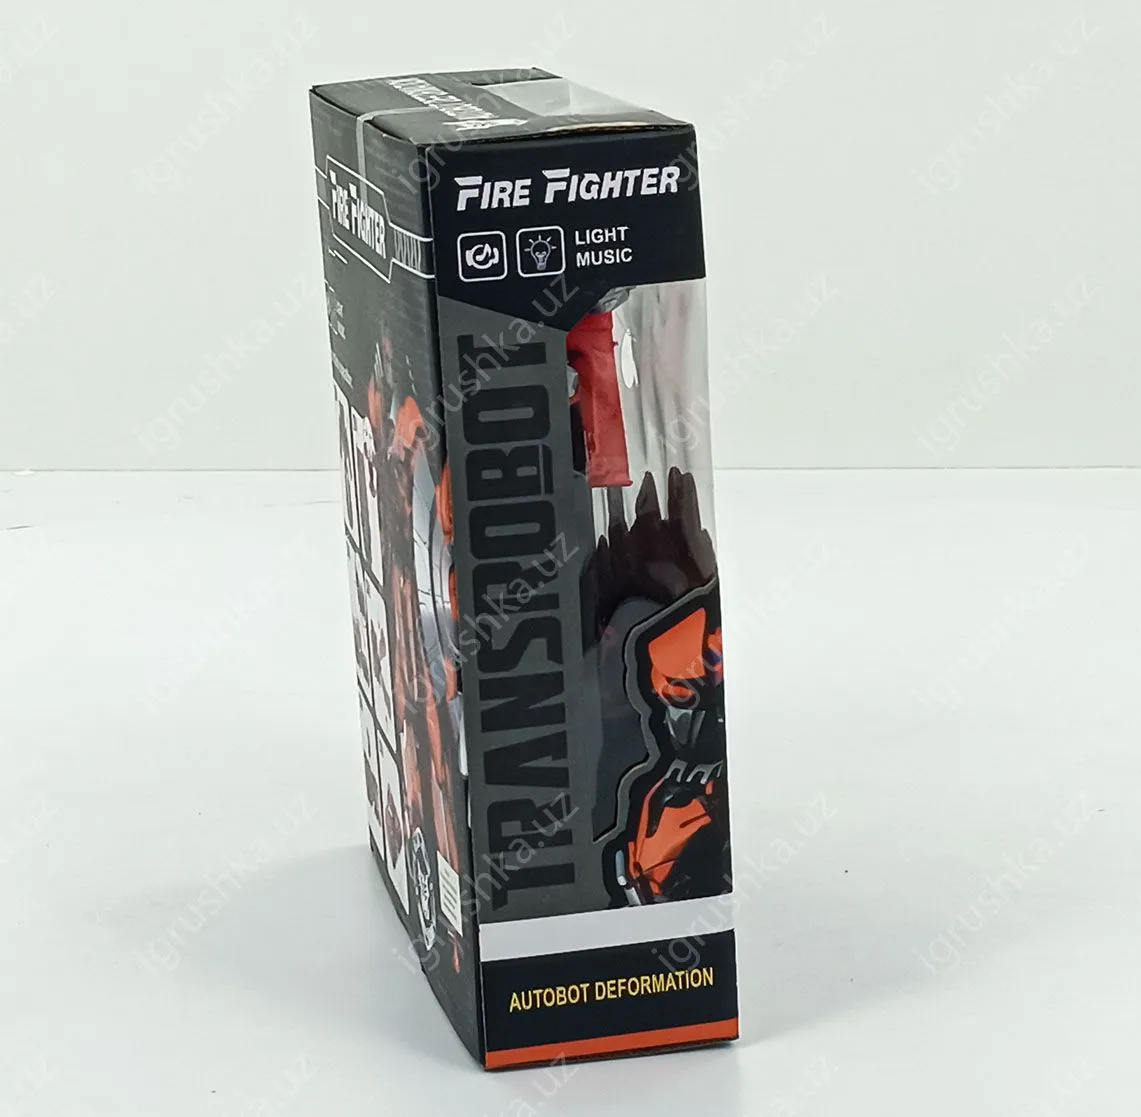 FIRE FIGHTER
LIGHT
MUSIC
TRANSROBOT
AUTOBOT DEFORMATION
FIRE FIGHTER
igrushka.uz